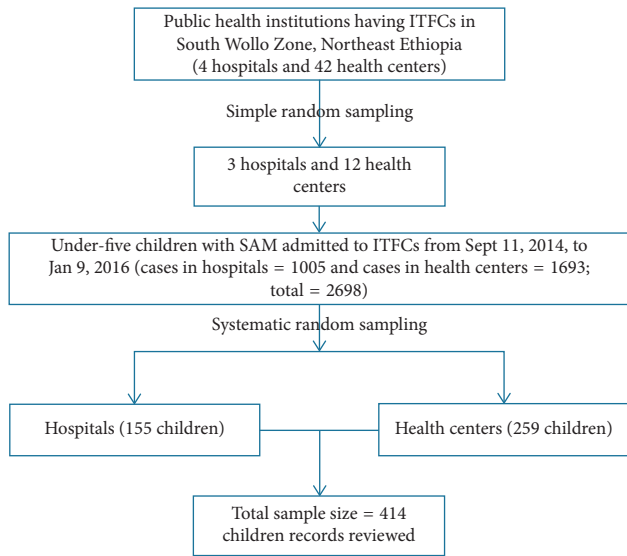 Public health institutions having ITFCs in
South Wollo Zone, Northeast Ethiopia
(4 hospitals and 42 health centers)
Simple random sampling
3 hospitals and 12 health
centers
Under-five children with SAM admitted to ITFCs from Sept 11, 2014, to
Jan 9, 2016 (cases in hospitals = 1005 and cases in health centers = 1693;
total = 2698)
Systematic random sampling
Hospitals (155 children)
Health centers (259 children)
Total sample size = 414
children records reviewed